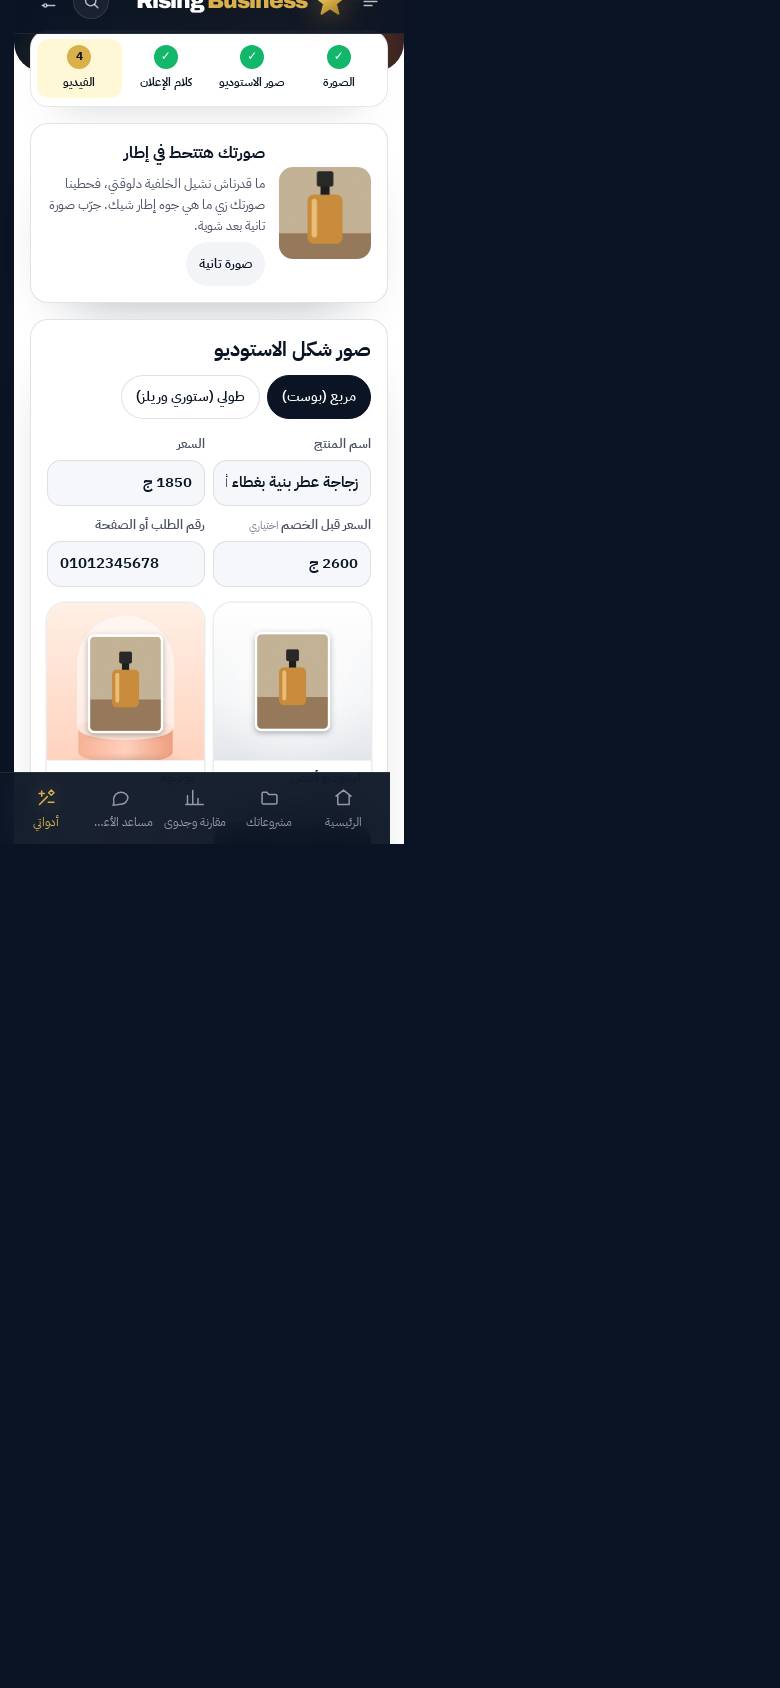 Rising Business
✓ الصورة
✓ صور الاستوديو
✓ كلام الإعلان
4 الفيديو
صورتك هتتحط في إطار
ما قدرناش نشيل الخلفية دلوقتي، فحطينا
صورتك زي ما هي جوه إطار شيك. جرّب صورة
تانية بعد شوية.
صورة تانية
صور شكل الاستوديو
مربع (بوست)
طولي (ستوري وريلز)
اسم المنتج
السعر
زجاجة عطر بنية بغطاء أ
1850 ج
السعر قبل الخصم اختياري
رقم الطلب أو الصفحة
2600 ج
01012345678
الرئيسية
مشروعاتك
مقارنة وجدوى
مساعد الأع...
أدواتي